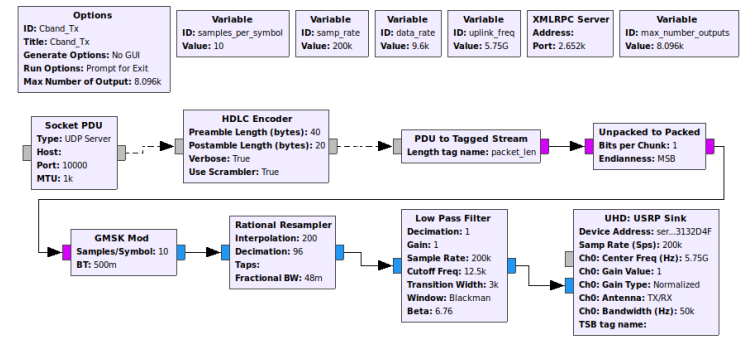 Options
ID: Cband_Tx
Title: Cband_Tx
Generate Options: No GUI
Run Options: Prompt for Exit
Max Number of Output: 8.096k
Variable
ID: samples_per_symbol
Value: 10
Variable
ID: samp_rate
Value: 200k
Variable
ID: data_rate
Value: 9.6k
Variable
ID: uplink_freq
Value: 5.75G
XMLRPC Server
Address:
Port: 2.652k
Variable
ID: max_number_outputs
Value: 8.096k
Socket PDU
Type: UDP Server
Host:
Port: 10000
MTU: 1k
HDLC Encoder
Preamble Length (bytes): 40
Postamble Length (bytes): 20
Verbose: True
Use Scrambler: True
PDU to Tagged Stream
Length tag name: packet_len
Unpacked to Packed
Bits per Chunk: 1
Endianness: MSB
GMSK Mod
Samples/Symbol: 10
BT: 500m
Rational Resampler
Interpolation: 200
Decimation: 96
Taps:
Fractional BW: 48m
Low Pass Filter
Decimation: 1
Gain: 1
Sample Rate: 200k
Cutoff Freq: 12.5k
Transition Width: 3k
Window: Blackman
Beta: 6.76
UHD: USRP Sink
Device Address: ser...3132D4F
Samp Rate (Sps): 200k
Ch0: Center Freq (Hz): 5.75G
Ch0: Gain Value: 1
Ch0: Gain Type: Normalized
Ch0: Antenna: TX/RX
Ch0: Bandwidth (Hz): 50k
TSB tag name: